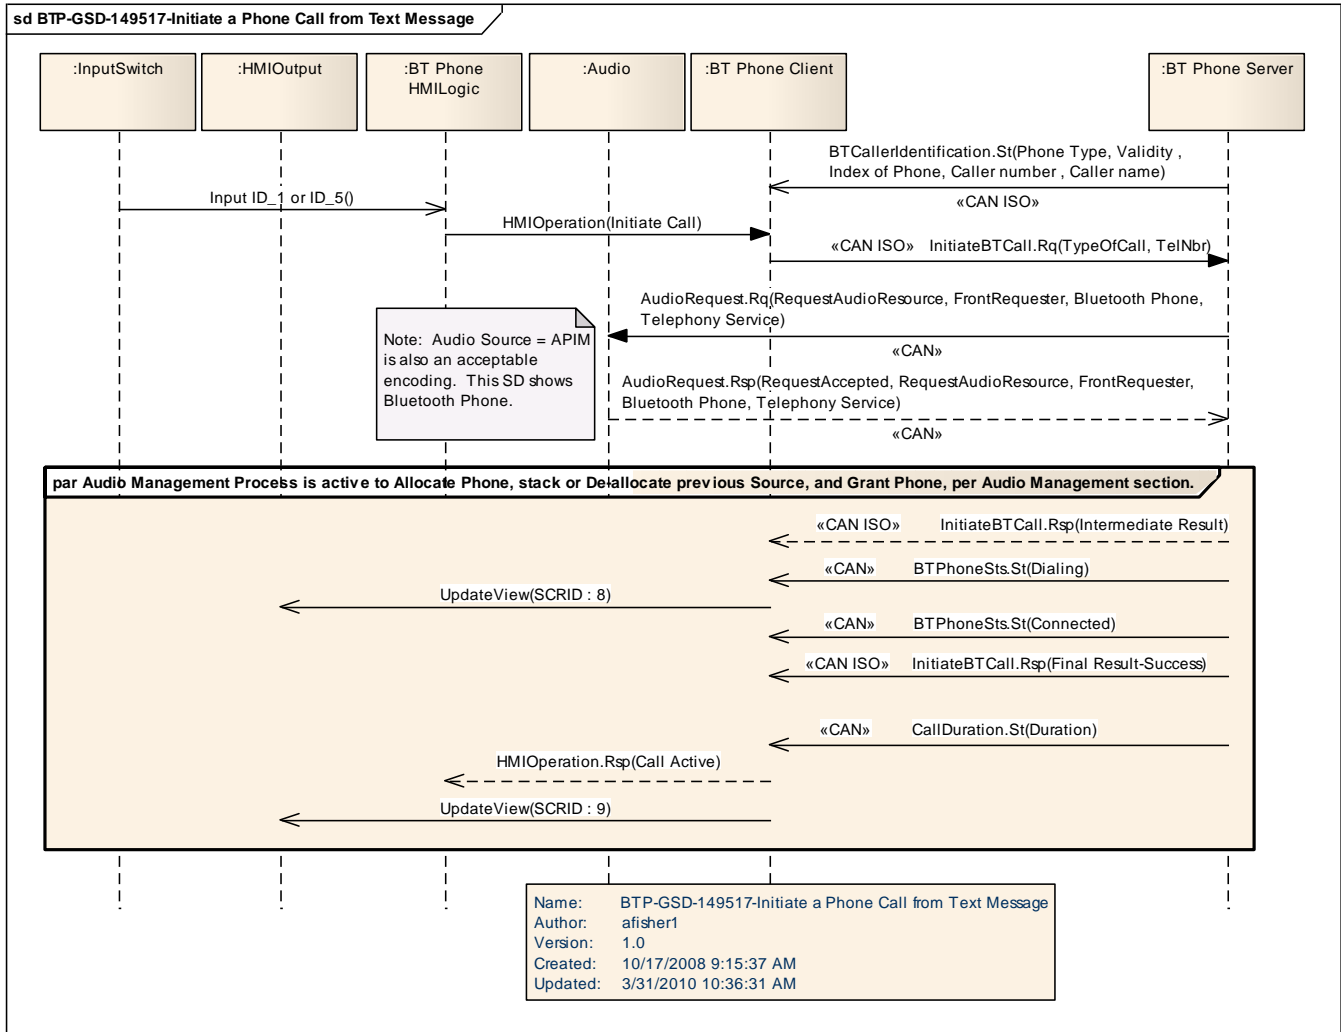 sd BTP-GSD-149517-Initiate a Phone Call from Text Message
:InputSwitch
:HMIOutput
:BT Phone
HMILogic
:Audio
:BT Phone Client
:BT Phone Server
BTCallerIdentification.St(Phone Type, Validity ,
Index of Phone, Caller number , Caller name)
«CAN ISO»
Input ID_1 or ID_5()
HMIOperation(Initiate Call)
«CAN ISO» InitiateBTCall.Rq(TypeOfCall, TelNbr)
AudioRequest.Rq(RequestAudioResource, FrontRequester, Bluetooth Phone,
Telephony Service)
«CAN»
Note: Audio Source = APIM
is also an acceptable
encoding. This SD shows
Bluetooth Phone.
AudioRequest.Rsp(RequestAccepted, RequestAudioResource, FrontRequester,
Bluetooth Phone, Telephony Service)
«CAN»
par Audio Management Process is active to Allocate Phone, stack or De-allocate previous Source, and Grant Phone, per Audio Management section.
«CAN ISO» InitiateBTCall.Rsp(Intermediate Result)
«CAN» BTPhoneSts.St(Dialing)
UpdateView(SCRID : 8)
«CAN» BTPhoneSts.St(Connected)
«CAN ISO» InitiateBTCall.Rsp(Final Result-Success)
«CAN» CallDuration.St(Duration)
HMIOperation.Rsp(Call Active)
UpdateView(SCRID : 9)
Name: BTP-GSD-149517-Initiate a Phone Call from Text Message
Author: afisher1
Version: 1.0
Created: 10/17/2008 9:15:37 AM
Updated: 3/31/2010 10:36:31 AM